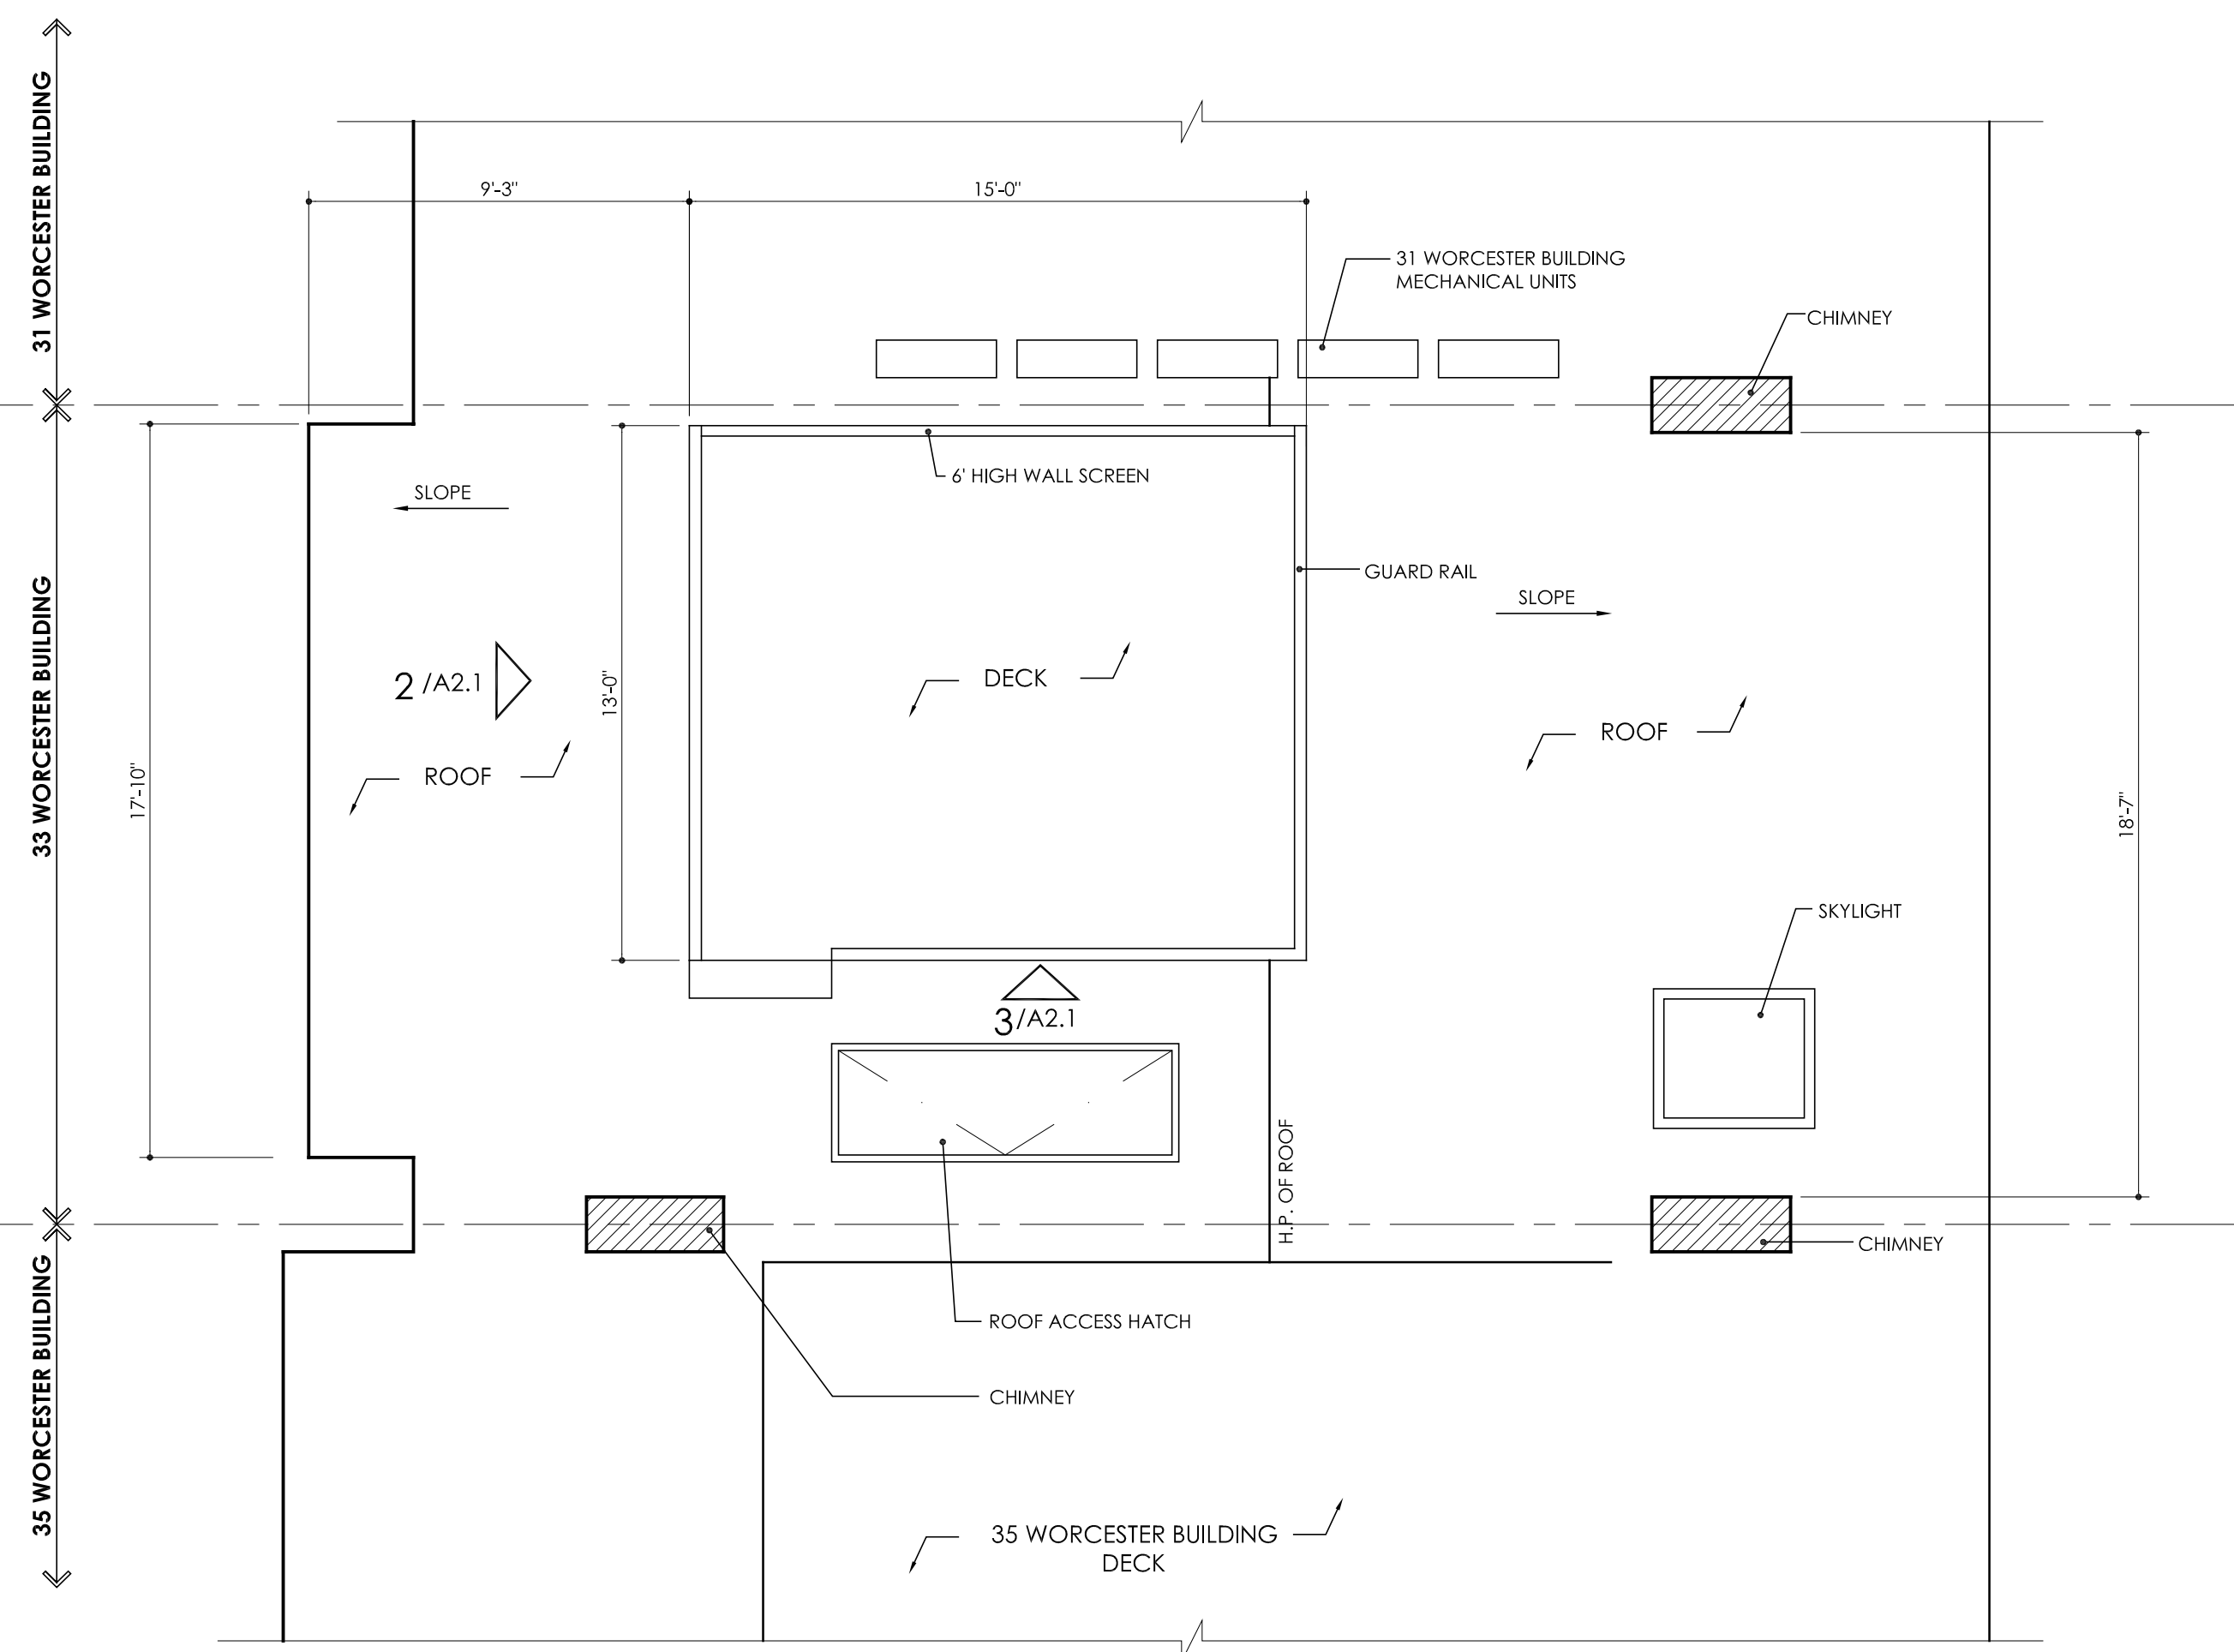 31 WORCESTER BUILDING
9'-3"
15'-0"
31 WORCESTER BUILDING
MECHANICAL UNITS
CHIMNEY
6' HIGH WALL SCREEN
SLOPE
GUARD RAIL
SLOPE
33 WORCESTER BUILDING
2/A2.1
13'-0"
DECK
ROOF
ROOF
17'-10"
18'-7"
SKYLIGHT
3/A2.1
H.P. OF ROOF
CHIMNEY
35 WORCESTER BUILDING
ROOF ACCESS HATCH
CHIMNEY
35 WORCESTER BUILDING
DECK